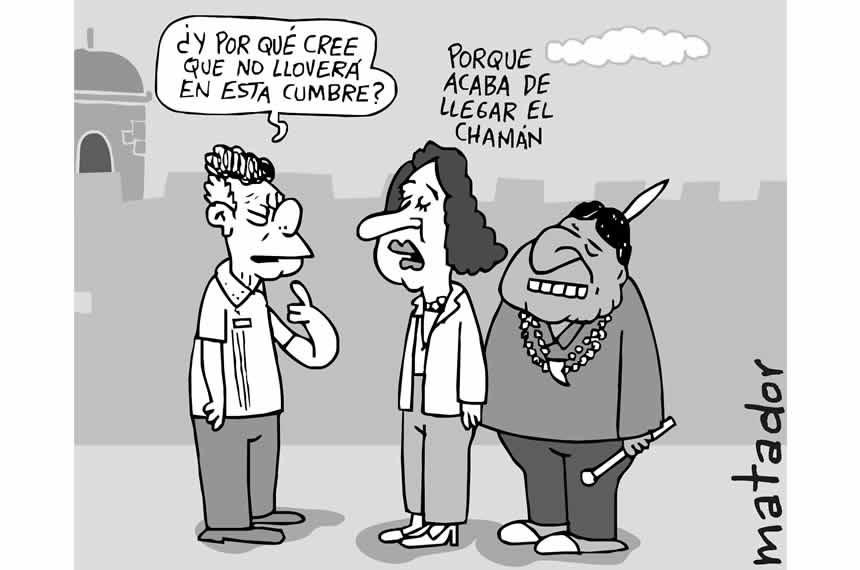 ¿Y POR QUÉ CREE
QUE NO LLOVERÁ
EN ESTA CUMBRE?
PORQUE
ACABA DE
LLEGAR EL
CHAMÁN
matador